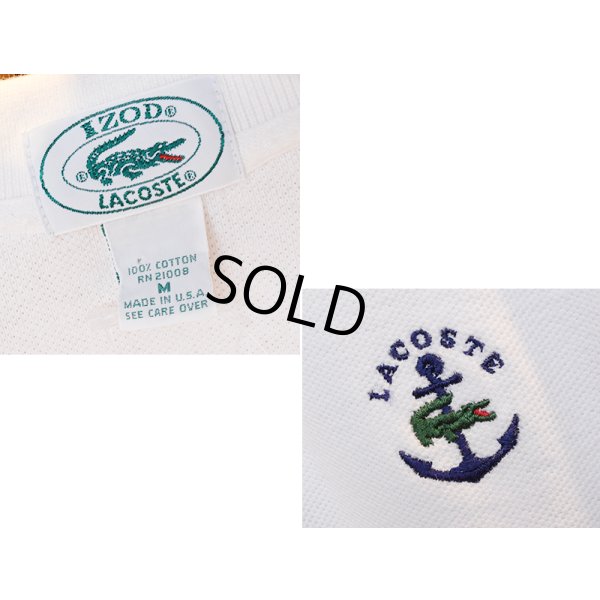 IZOD®
® ®
LACOSTE®
100% COTTON
RN 21008
M
MADE IN U.S.A
SEE CARE OVER
SOLD
LACOSTE